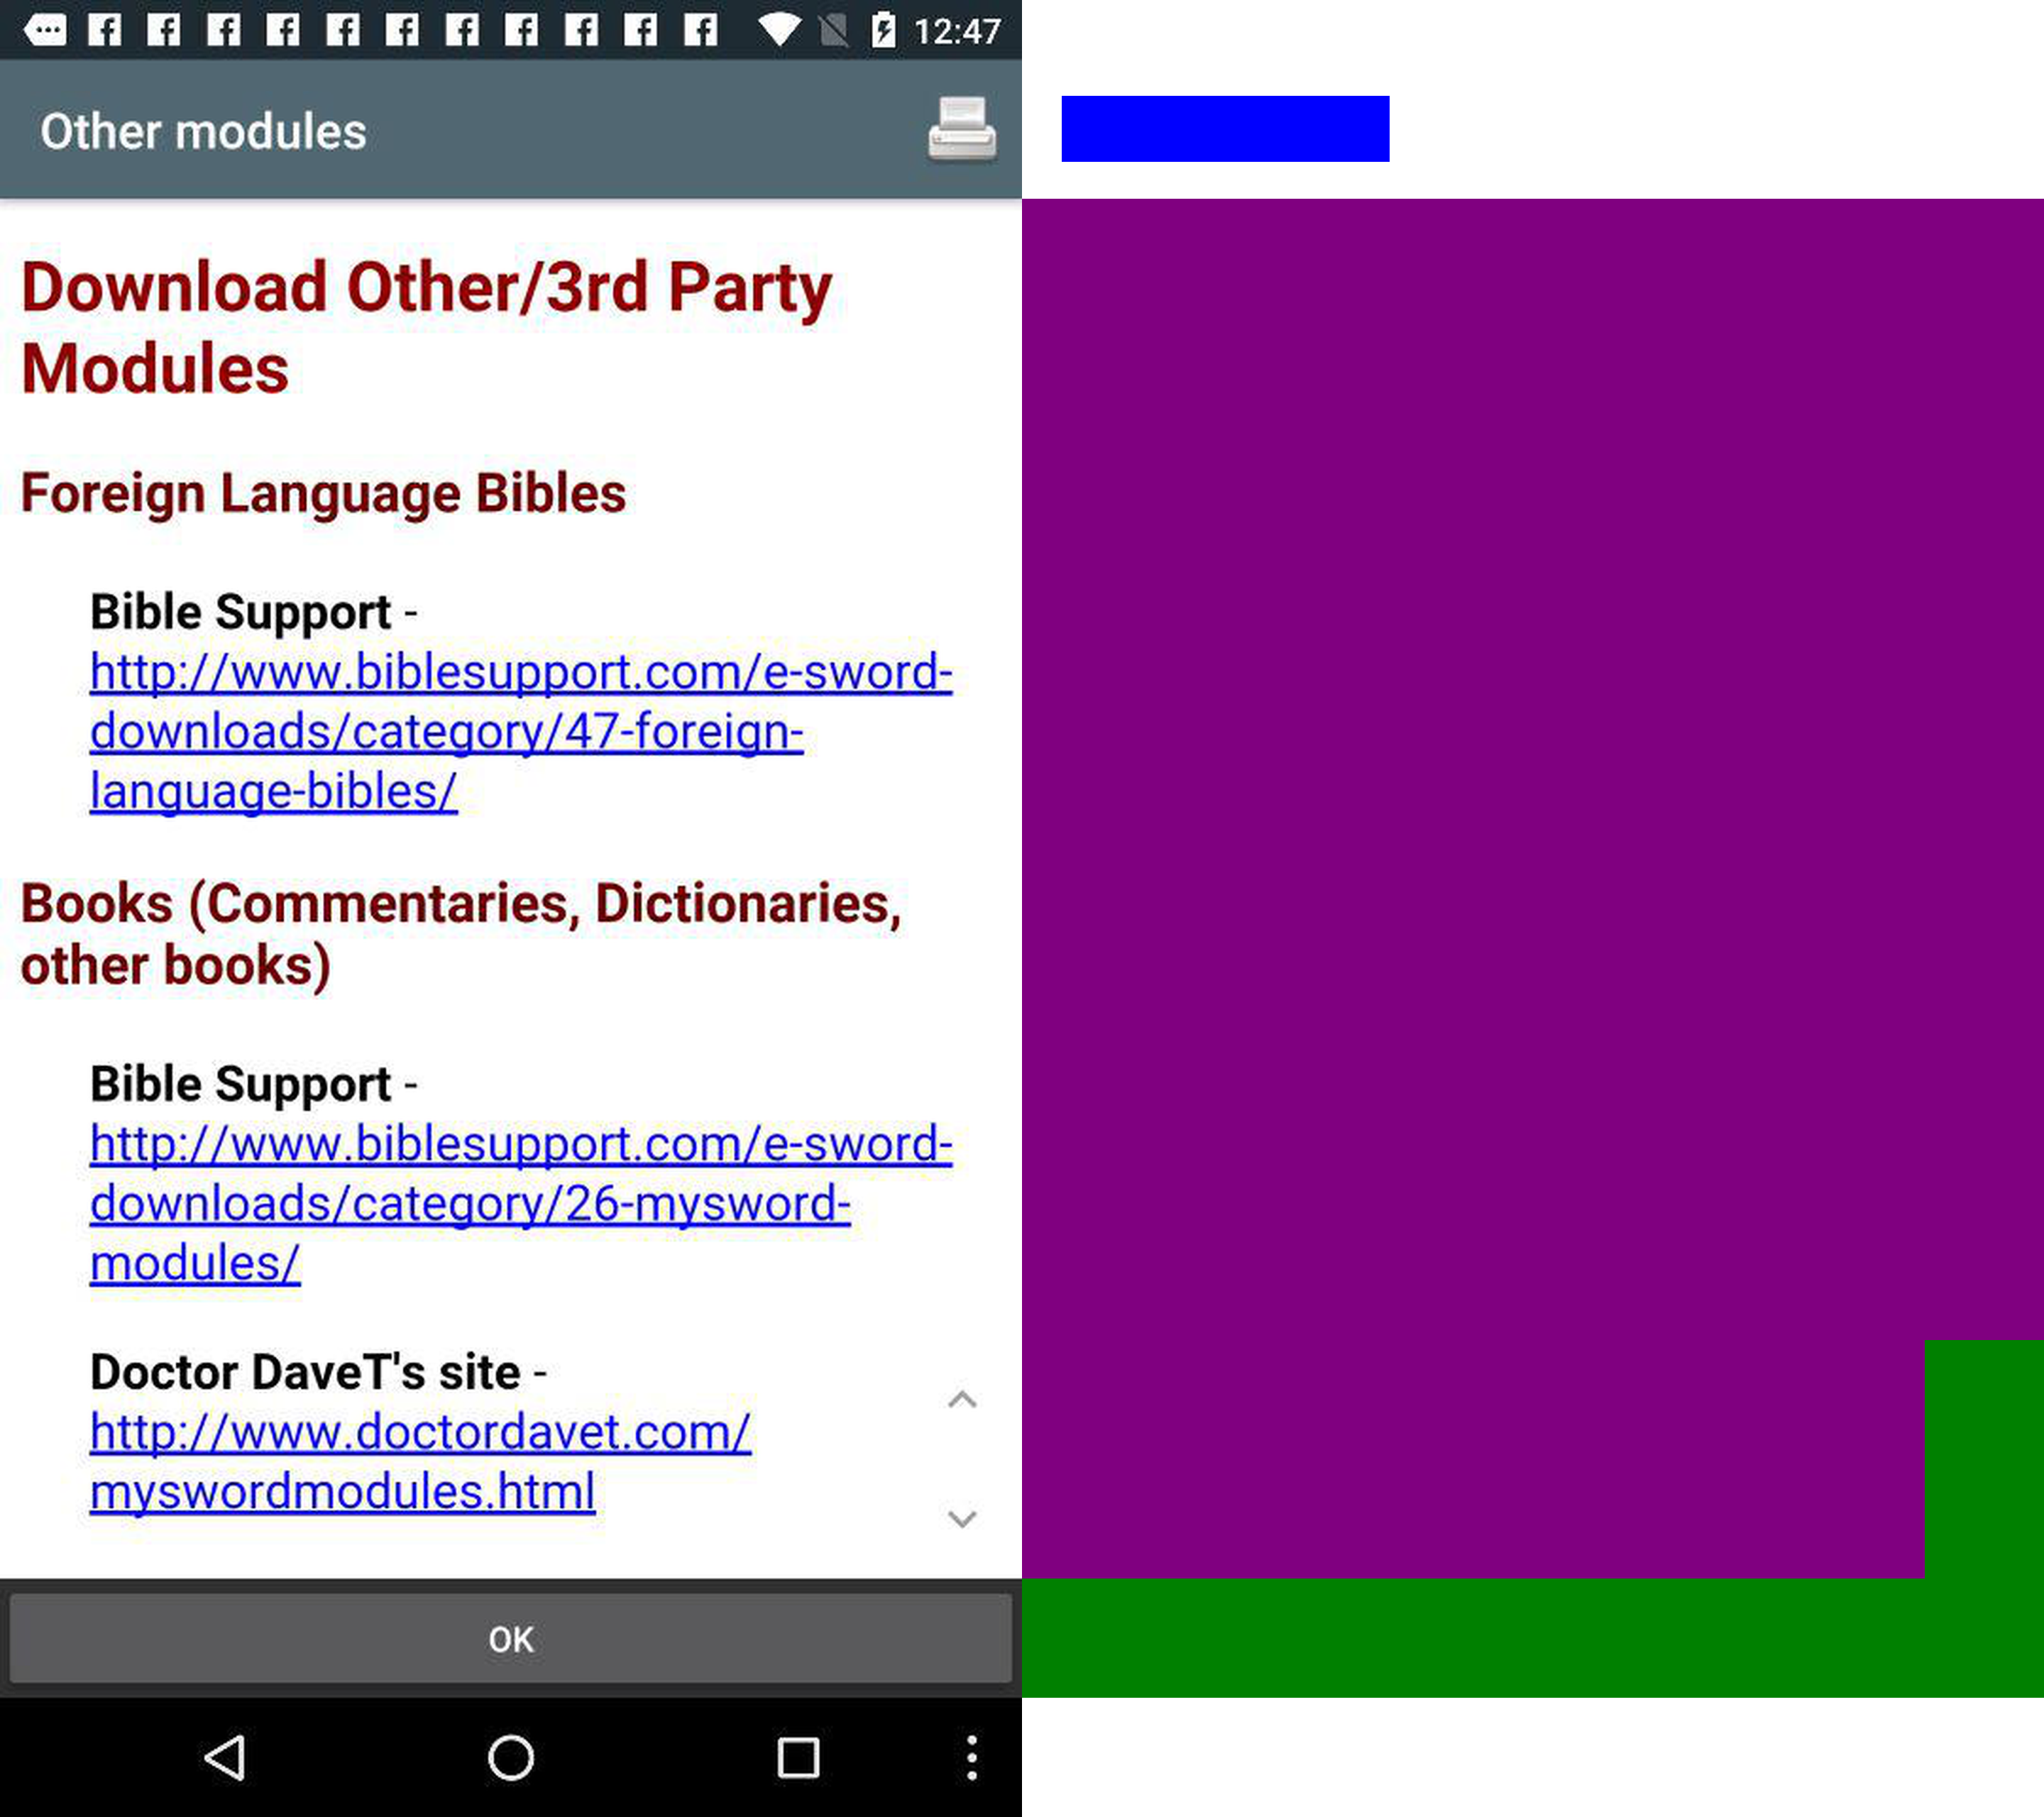 12:47
Other modules
Download Other/3rd Party
Modules
Foreign Language Bibles
Bible Support -
http://www.biblesupport.com/e-sword-
downloads/category/47-foreign-
language-bibles/
Books (Commentaries, Dictionaries,
other books)
Bible Support -
http://www.biblesupport.com/e-sword-
downloads/category/26-mysword-
modules/
Doctor DaveT's site -
http://www.doctordavet.com/
myswordmodules.html
OK